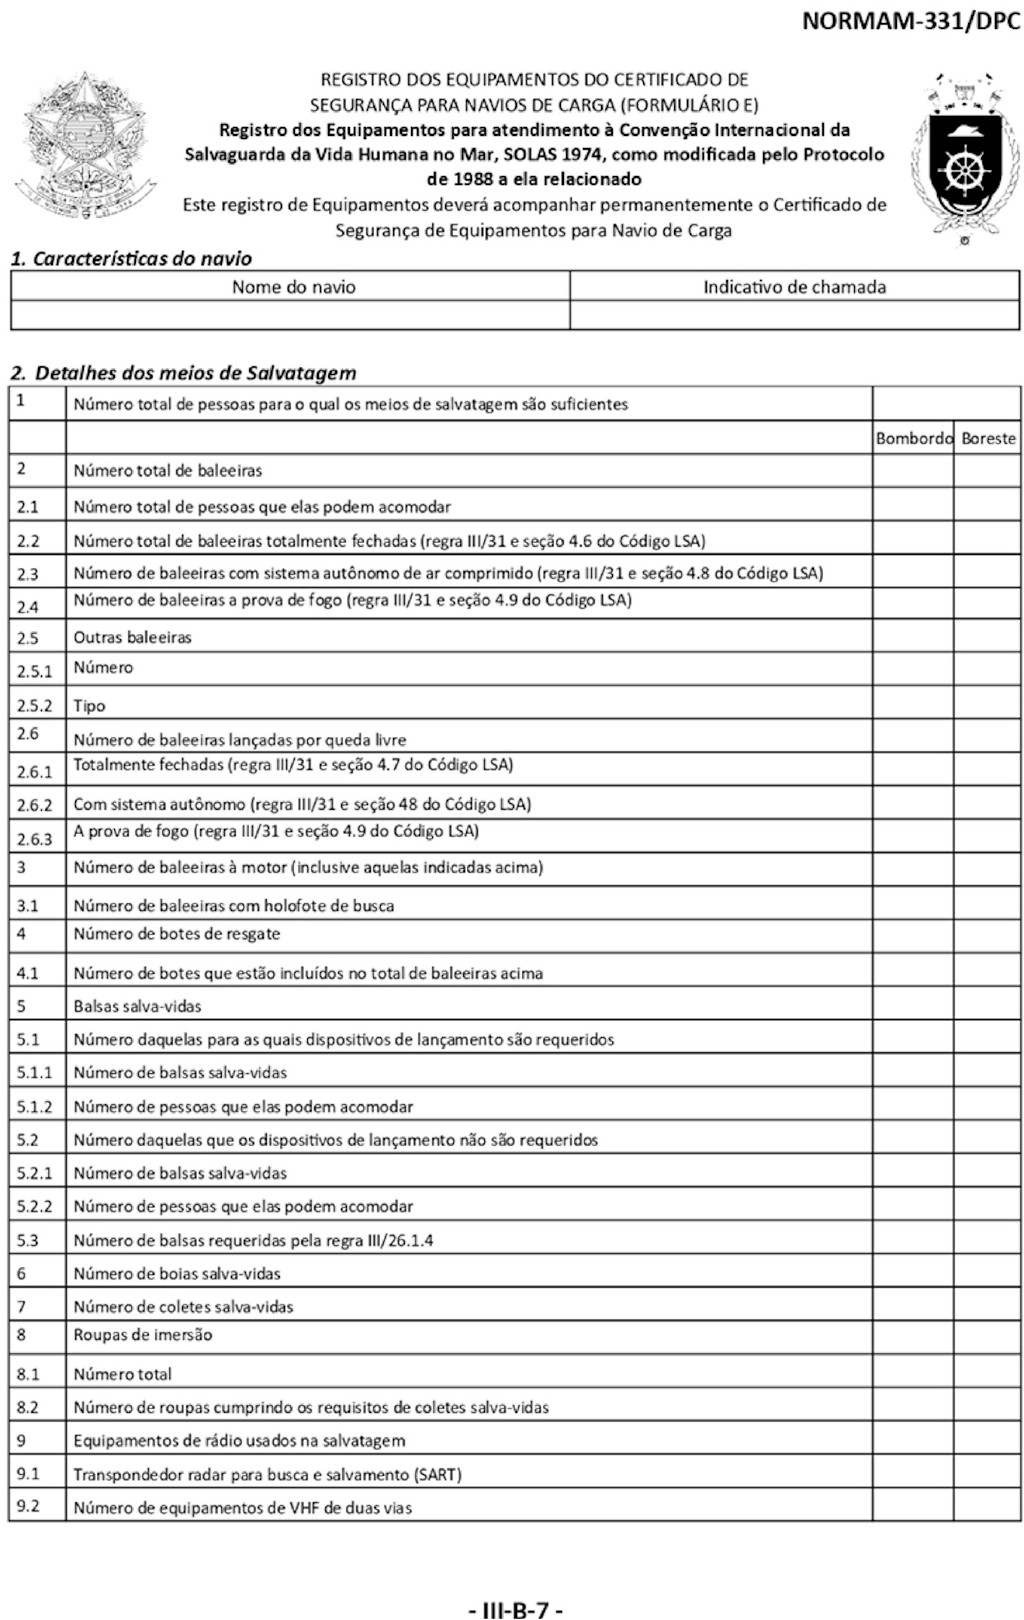 NORMAM-331/DPC
REGISTRO DOS EQUIPAMENTOS DO CERTIFICADO DE
SEGURANÇA PARA NAVIOS DE CARGA (FORMULÁRIO E)
Registro dos Equipamentos para atendimento à Convenção Internacional da
Salvaguarda da Vida Humana no Mar, SOLAS 1974, como modificada pelo Protocolo
de 1988 a ela relacionado
Este registro de Equipamentos deverá acompanhar permanentemente o Certificado de
Segurança de Equipamentos para Navio de Carga
1. Características do navio
Nome do navio Indicativo de chamada
2. Detalhes dos meios de Salvatagem
1 Número total de pessoas para o qual os meios de salvatagem são suficientes
Bombordo Boreste
2 Número total de baleeiras
2.1 Número total de pessoas que elas podem acomodar
2.2 Número total de baleeiras totalmente fechadas (regra III/31 e seção 4.6 do Código LSA)
2.3 Número de baleeiras com sistema autônomo de ar comprimido (regra III/31 e seção 4.8 do Código LSA)
2.4 Número de baleeiras a prova de fogo (regra III/31 e seção 4.9 do Código LSA)
2.5 Outras baleeiras
2.5.1 Número
2.5.2 Tipo
2.6 Número de baleeiras lançadas por queda livre
2.6.1 Totalmente fechadas (regra III/31 e seção 4.7 do Código LSA)
2.6.2 Com sistema autônomo (regra III/31 e seção 48 do Código LSA)
2.6.3 A prova de fogo (regra III/31 e seção 4.9 do Código LSA)
3 Número de baleeiras à motor (inclusive aquelas indicadas acima)
3.1 Número de baleeiras com holofote de busca
4 Número de botes de resgate
4.1 Número de botes que estão incluídos no total de baleeiras acima
5 Balsas salva-vidas
5.1 Número daquelas para as quais dispositivos de lançamento são requeridos
5.1.1 Número de balsas salva-vidas
5.1.2 Número de pessoas que elas podem acomodar
5.2 Número daquelas que os dispositivos de lançamento não são requeridos
5.2.1 Número de balsas salva-vidas
5.2.2 Número de pessoas que elas podem acomodar
5.3 Número de balsas requeridas pela regra III/26.1.4
6 Número de boias salva-vidas
7 Número de coletes salva-vidas
8 Roupas de imersão
8.1 Número total
8.2 Número de roupas cumprindo os requisitos de coletes salva-vidas
9 Equipamentos de rádio usados na salvatagem
9.1 Transpondedor radar para busca e salvamento (SART)
9.2 Número de equipamentos de VHF de duas vias
- III-B-7 -